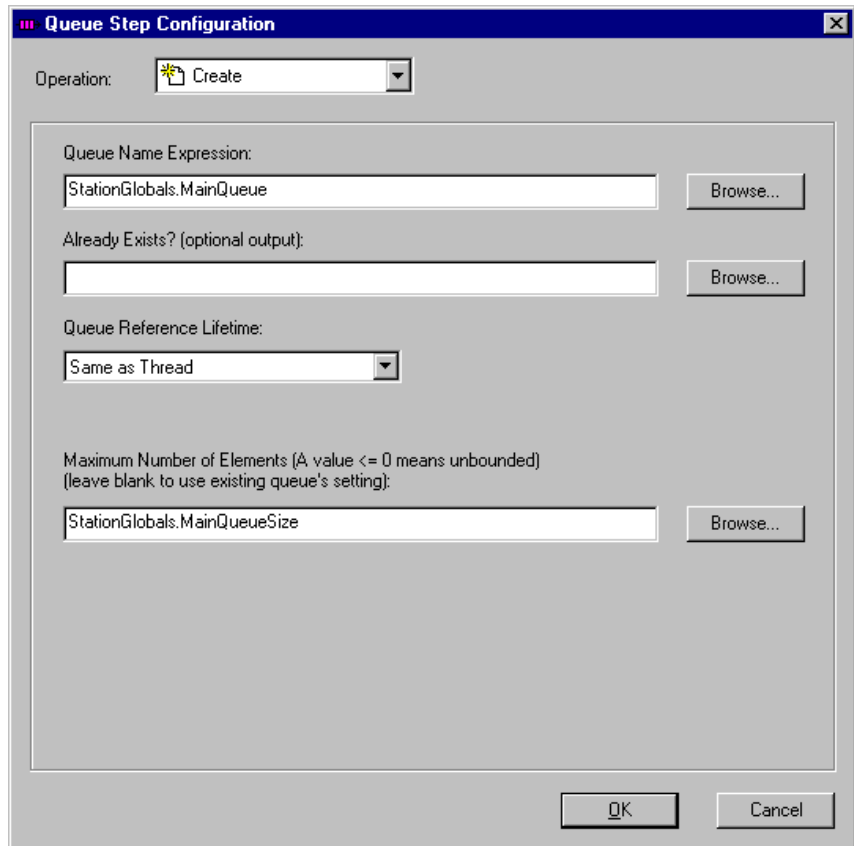 Queue Step Configuration
Operation: Create
Queue Name Expression:
StationGlobals.MainQueue Browse...
Already Exists? (optional output):
Browse...
Queue Reference Lifetime:
Same as Thread
Maximum Number of Elements (A value <= 0 means unbounded)
(leave blank to use existing queue's setting):
StationGlobals.MainQueueSize Browse...
OK Cancel